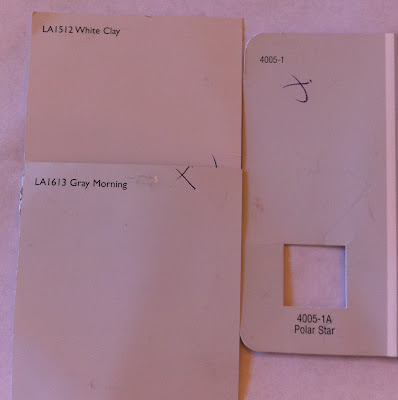 LA1512 White Clay
LA1613 Gray Morning
4005-1
4005-1A
Polar Star